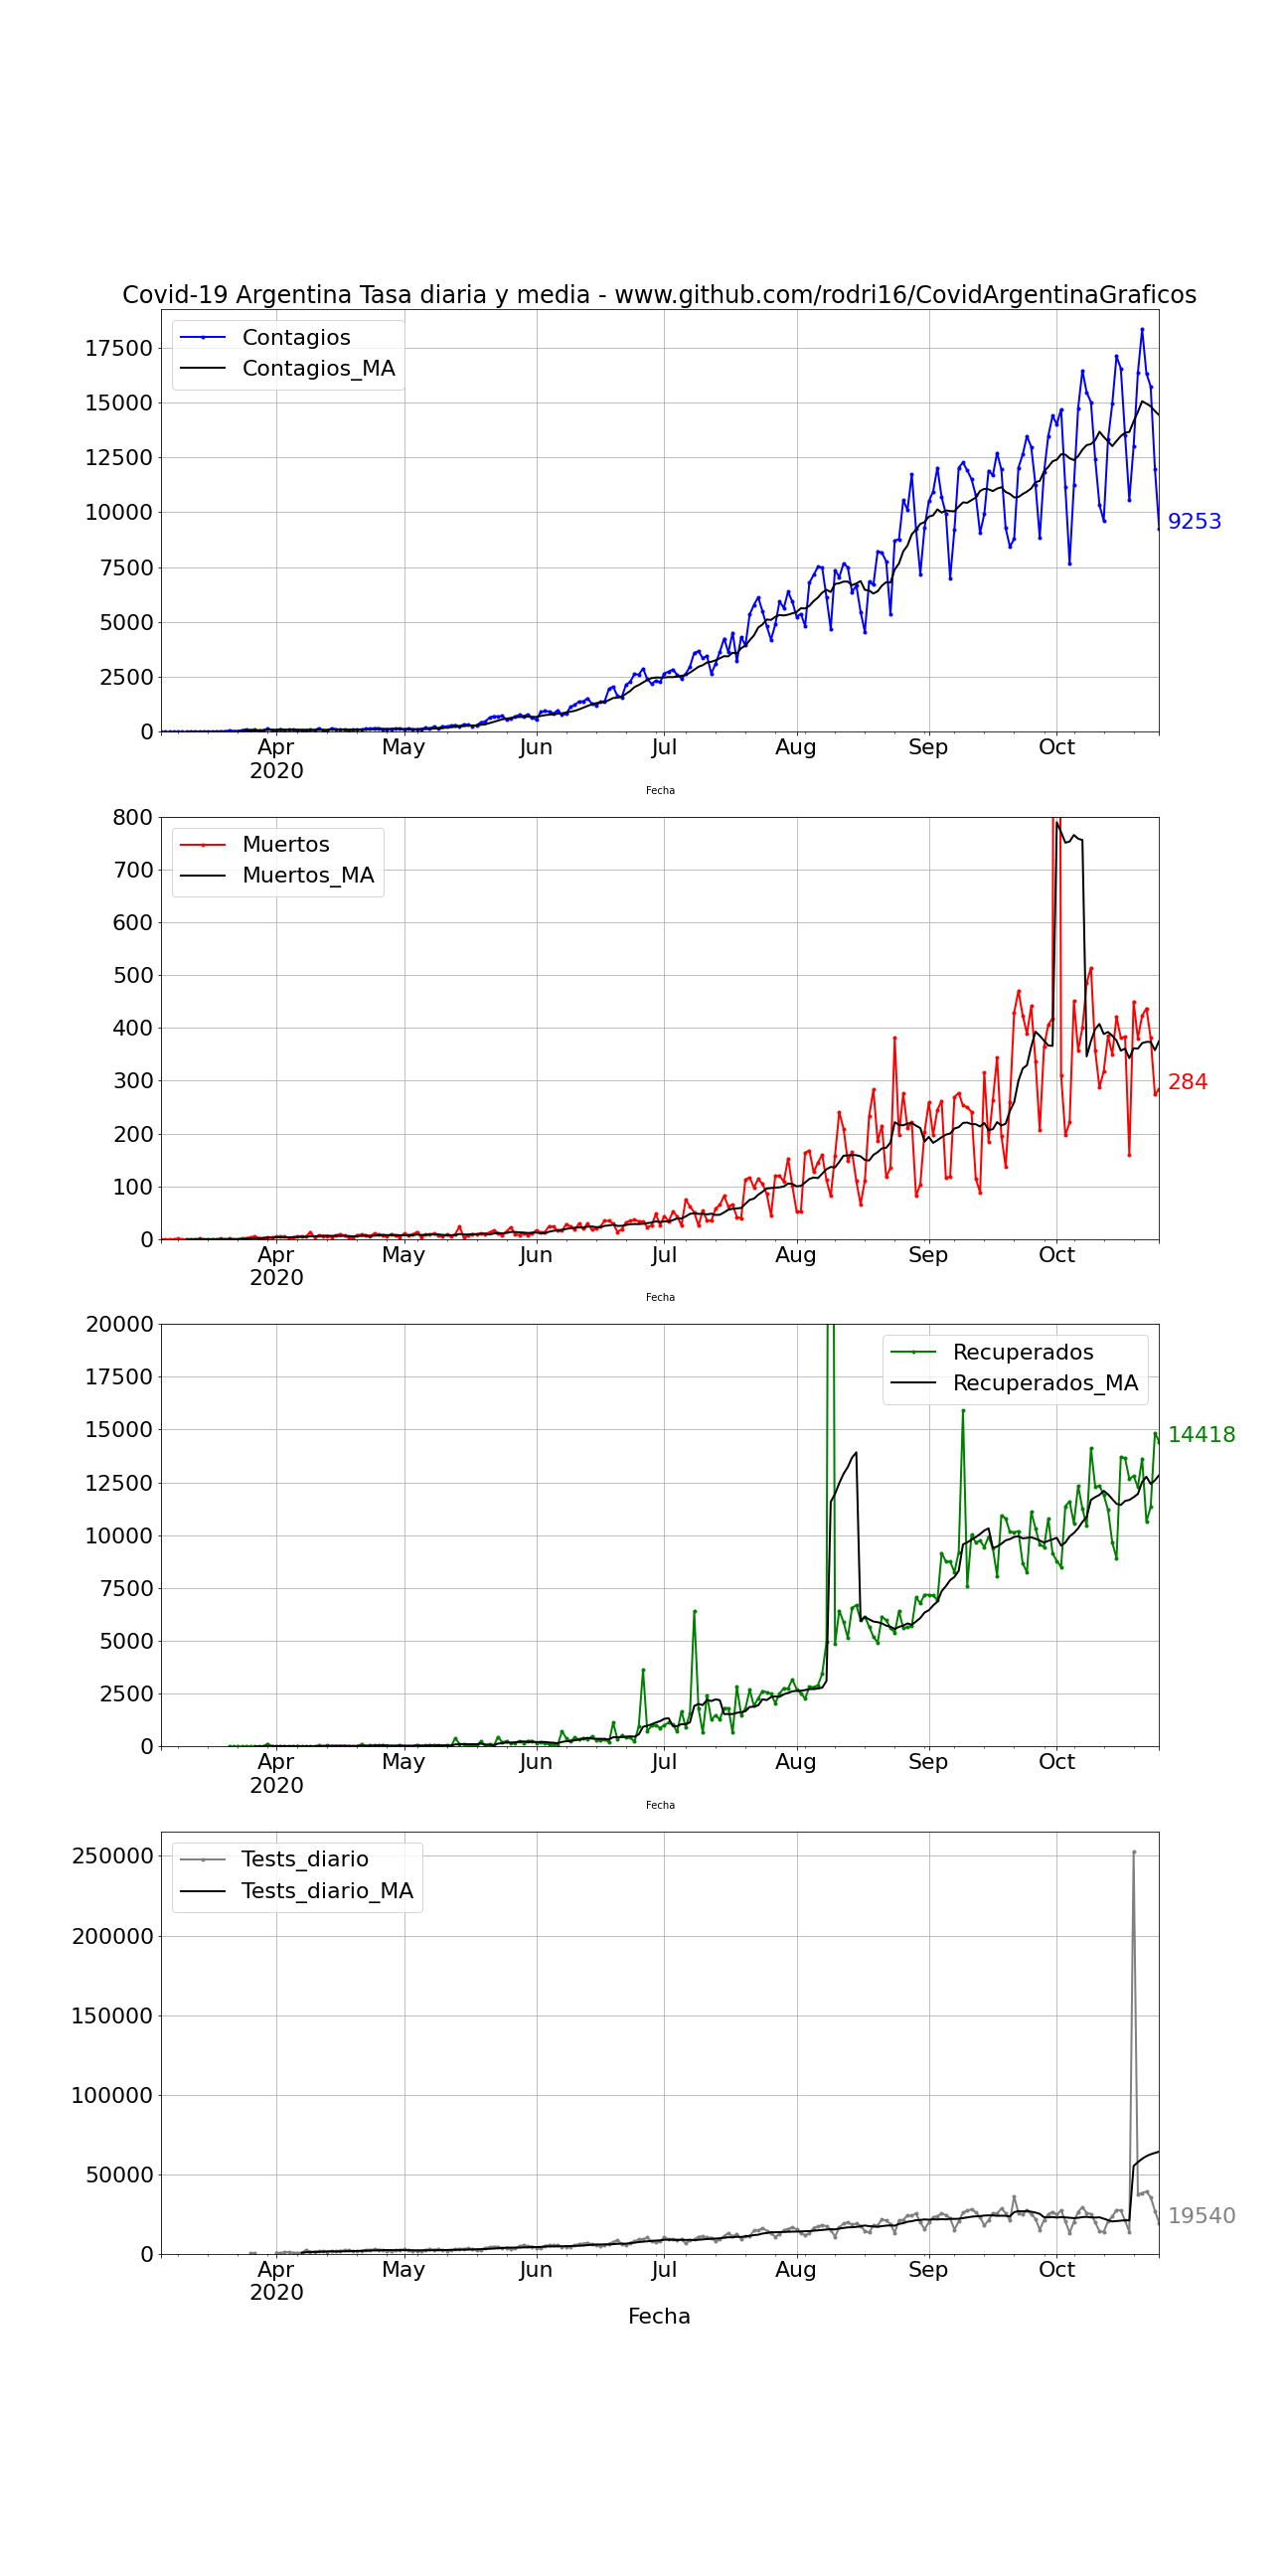 Covid-19 Argentina Tasa diaria y media - www.github.com/rodri16/CovidArgentinaGraficos
Contagios
Contagios_MA
17500
15000
12500
10000
7500
5000
2500
0
9253
Apr May Jun Jul Aug Sep Oct
2020
Fecha
Muertos
Muertos_MA
800
700
600
500
400
300
200
100
0
284
Apr May Jun Jul Aug Sep Oct
2020
Fecha
Recuperados
Recuperados_MA
20000
17500
15000
12500
10000
7500
5000
2500
0
14418
Apr May Jun Jul Aug Sep Oct
2020
Fecha
Tests_diario
Tests_diario_MA
250000
200000
150000
100000
50000
0
19540
Apr May Jun Jul Aug Sep Oct
2020
Fecha